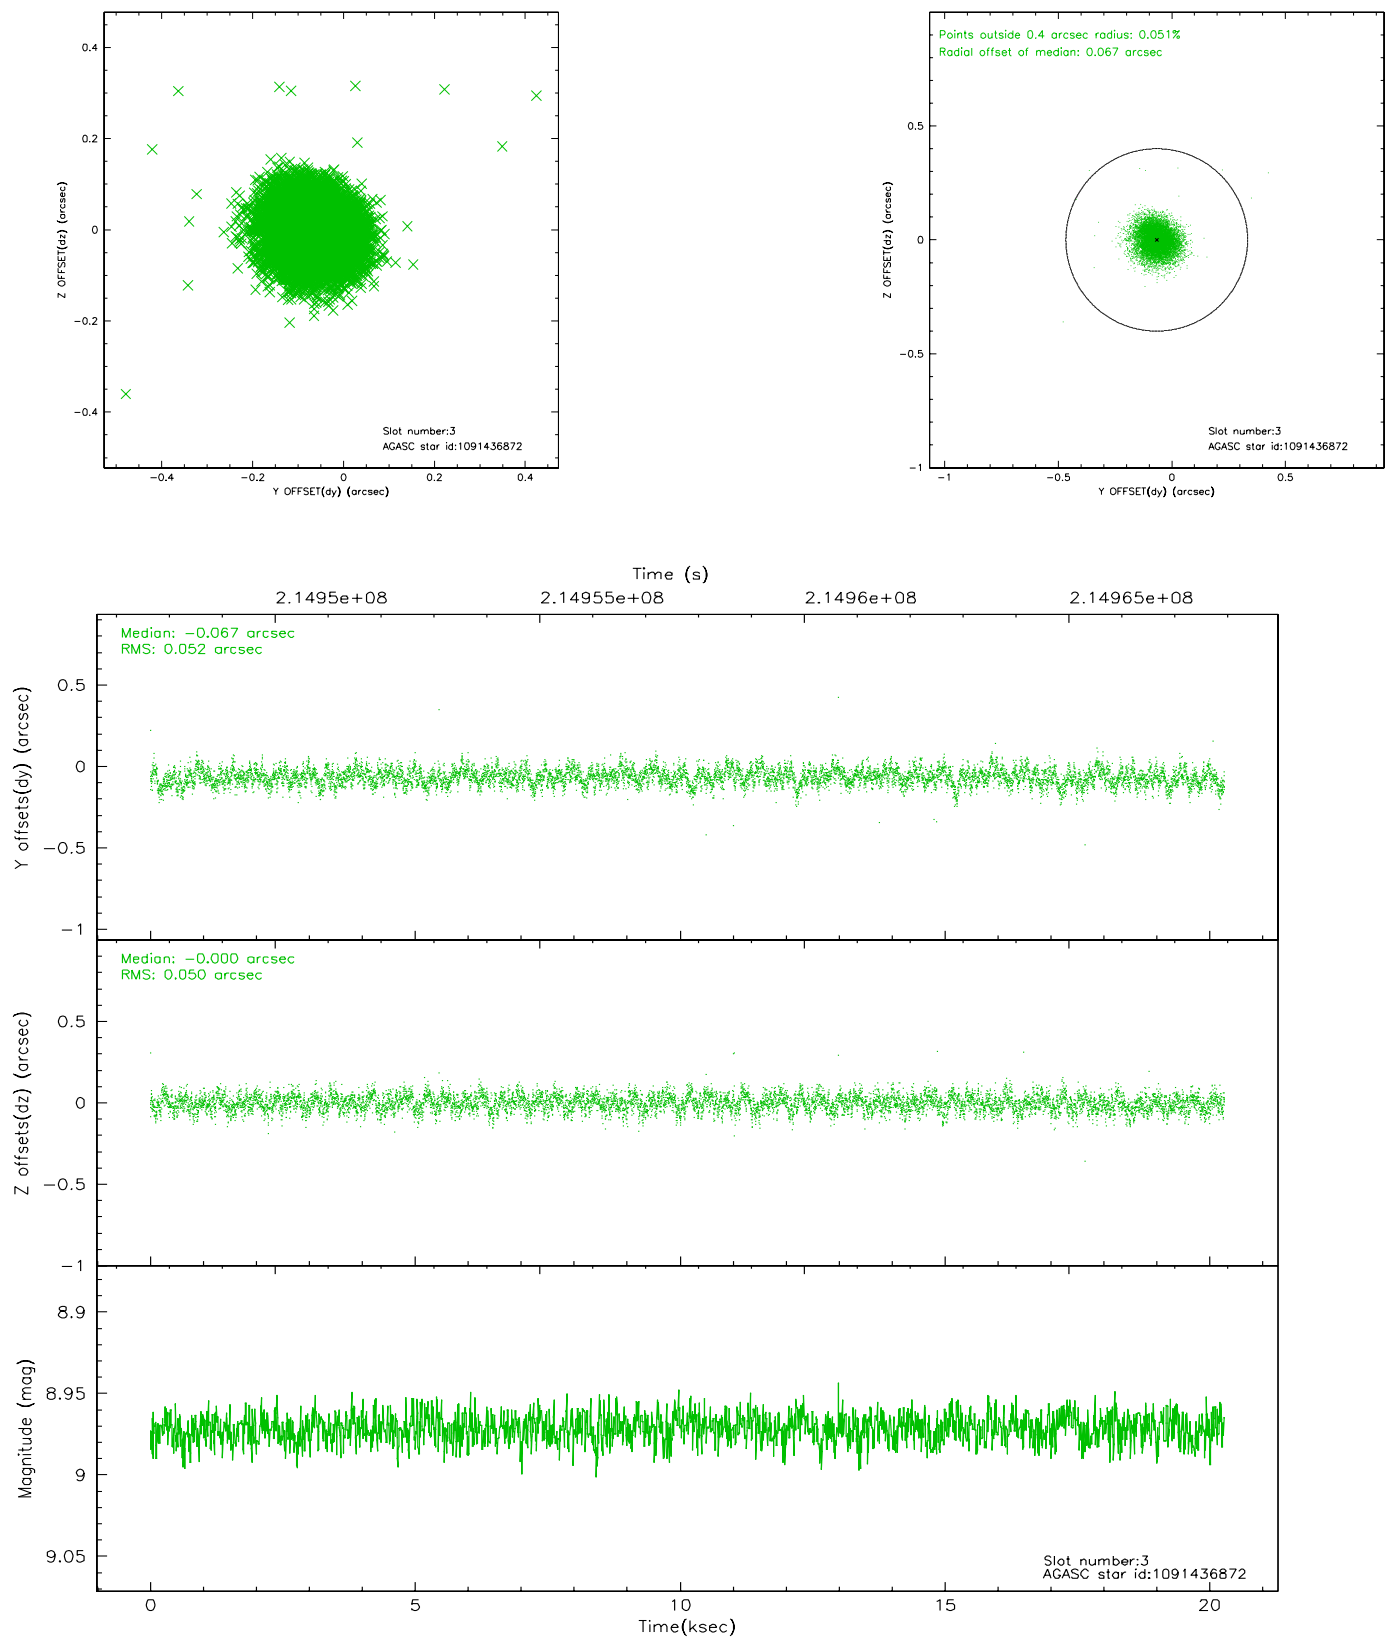 0.4
0.2
0
−0.2
−0.4
Z OFFSET(dz) (arcsec)
Slot number:3
AGASC star id:1091436872
−0.4 −0.2 0 0.2 0.4
Y OFFSET(dy) (arcsec)
Points outside 0.4 arcsec radius: 0.051%
Radial offset of median: 0.067 arcsec
0.5
0
−0.5
−1
Z OFFSET(dz) (arcsec)
Slot number:3
AGASC star id:1091436872
−1 −0.5 0 0.5
Y OFFSET(dy) (arcsec)
Time (s)
2.1495e+08 2.14955e+08 2.1496e+08 2.14965e+08
Median: −0.067 arcsec
RMS: 0.052 arcsec
0.5
0
−0.5
−1
Y offsets(dy) (arcsec)
Median: −0.000 arcsec
RMS: 0.050 arcsec
0.5
0
−0.5
−1
Z offsets(dz) (arcsec)
8.9
8.95
9
9.05
Magnitude (mag)
Slot number:3
AGASC star id:1091436872
0 5 10 15 20
Time(ksec)